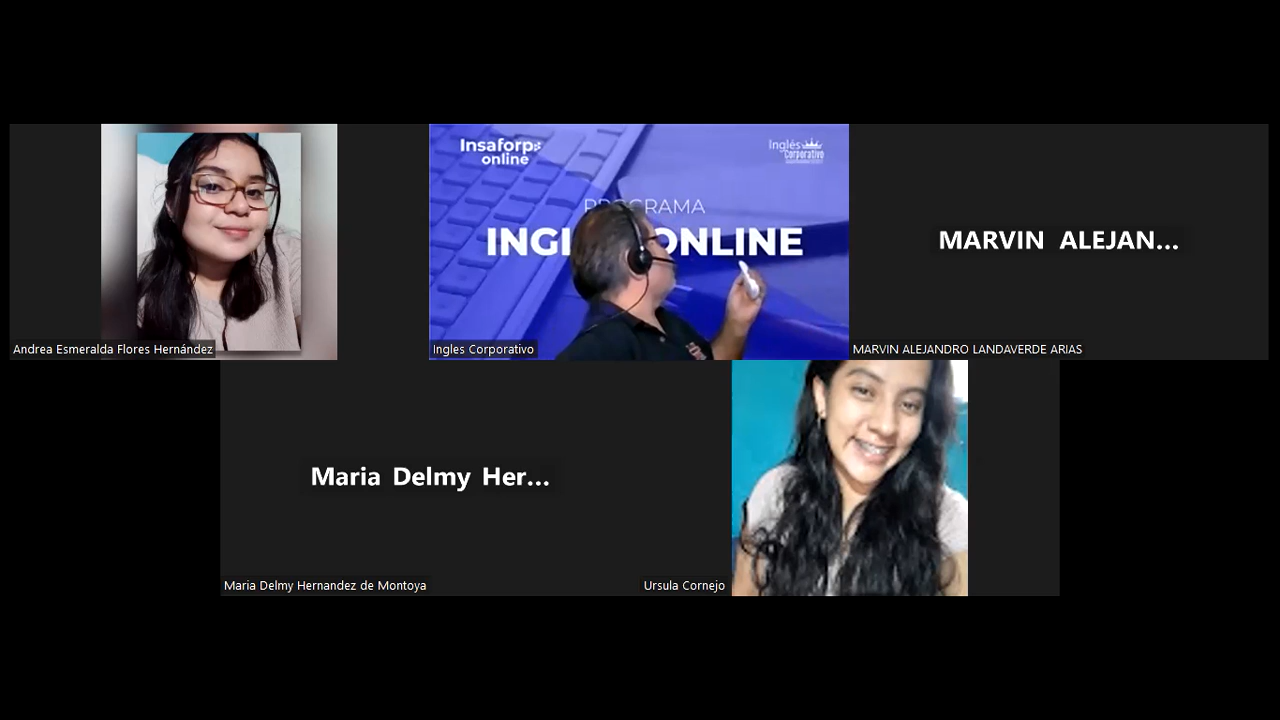 Insaforp
online
Inglés
Corporativo
PROGRAMA
INGL ONLINE
MARVIN ALEJAN...
Andrea Esmeralda Flores Hernández
Ingles Corporativo
MARVIN ALEJANDRO LANDAVERDE ARIAS
Maria Delmy Her...
Maria Delmy Hernandez de Montoya
Ursula Cornejo